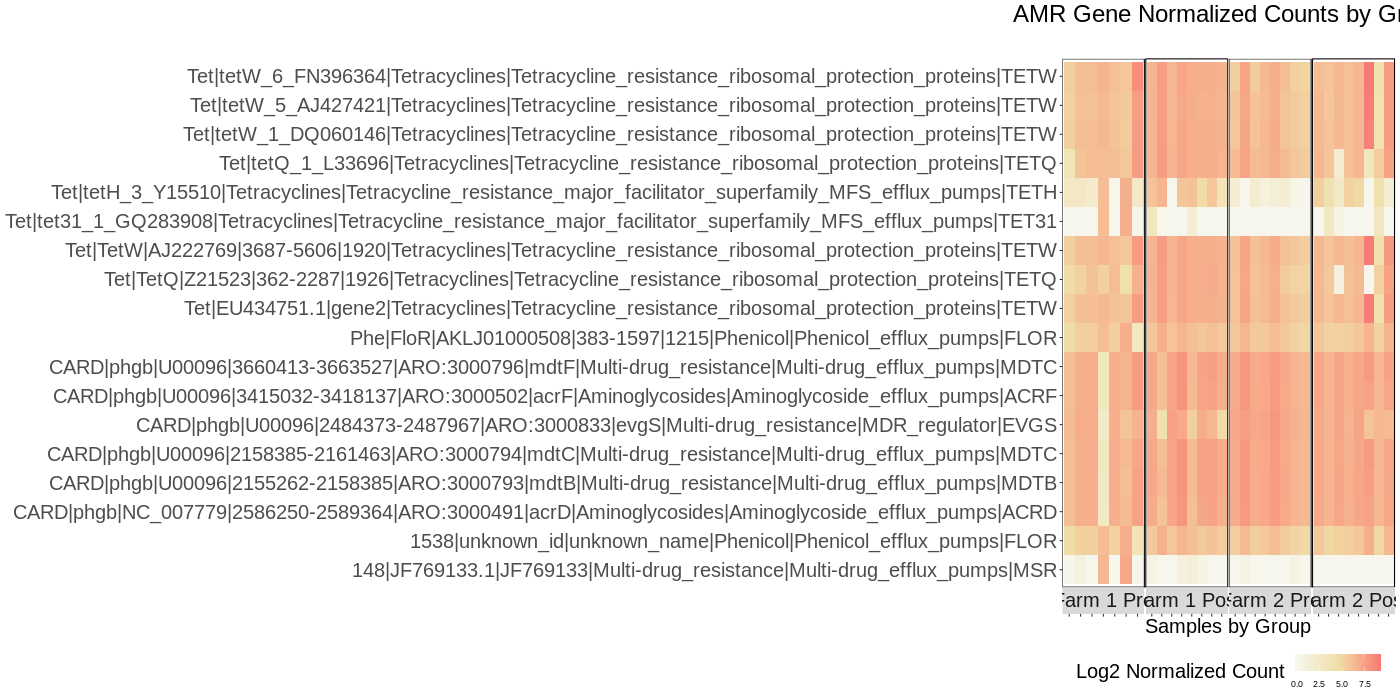 AMR Gene Normalized Counts by Gr
Tet|tetW_6_FN396364|Tetracyclines|Tetracycline_resistance_ribosomal_protection_proteins|TETW
Tet|tetW_5_AJ427421|Tetracyclines|Tetracycline_resistance_ribosomal_protection_proteins|TETW
Tet|tetW_1_DQ060146|Tetracyclines|Tetracycline_resistance_ribosomal_protection_proteins|TETW
Tet|tetQ_1_L33696|Tetracyclines|Tetracycline_resistance_ribosomal_protection_proteins|TETQ
Tet|tetH_3_Y15510|Tetracyclines|Tetracycline_resistance_major_facilitator_superfamily_MFS_efflux_pumps|TETH
Tet|tet31_1_GQ283908|Tetracyclines|Tetracycline_resistance_major_facilitator_superfamily_MFS_efflux_pumps|TET31
Tet|TetW|AJ222769|3687-5606|1920|Tetracyclines|Tetracycline_resistance_ribosomal_protection_proteins|TETW
Tet|TetQ|Z21523|362-2287|1926|Tetracyclines|Tetracycline_resistance_ribosomal_protection_proteins|TETQ
Tet|EU434751.1|gene2|Tetracyclines|Tetracycline_resistance_ribosomal_protection_proteins|TETW
Phe|FloR|AKLJ01000508|383-1597|1215|Phenicol|Phenicol_efflux_pumps|FLOR
CARD|phgb|U00096|3660413-3663527|ARO:3000796|mdtF|Multi-drug_resistance|Multi-drug_efflux_pumps|MDTC
CARD|phgb|U00096|3415032-3418137|ARO:3000502|acrF|Aminoglycosides|Aminoglycoside_efflux_pumps|ACRF
CARD|phgb|U00096|2484373-2487967|ARO:3000833|evgS|Multi-drug_resistance|MDR_regulator|EVGS
CARD|phgb|U00096|2158385-2161463|ARO:3000794|mdtC|Multi-drug_resistance|Multi-drug_efflux_pumps|MDTC
CARD|phgb|U00096|2155262-2158385|ARO:3000793|mdtB|Multi-drug_resistance|Multi-drug_efflux_pumps|MDTB
CARD|phgb|NC_007779|2586250-2589364|ARO:3000491|acrD|Aminoglycosides|Aminoglycoside_efflux_pumps|ACRD
1538|unknown_id|unknown_name|Phenicol|Phenicol_efflux_pumps|FLOR
148|JF769133.1|JF769133|Multi-drug_resistance|Multi-drug_efflux_pumps|MSR
Farm 1 Pr arm 1 Pos arm 2 Pr arm 2 Pos
Samples by Group
Log2 Normalized Count
0.0 2.5 5.0 7.5